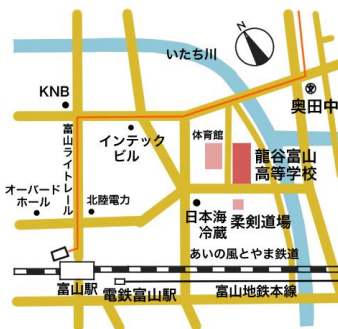 N
いたち川
KNB
奥田中
体育館
インテック
ビル
富山ライトレール
龍谷富山
高等学校
オーバード
ホール
北陸電力
日本海
冷蔵
柔剣道場
あいの風とやま鉄道
富山駅
電鉄富山駅
富山地鉄本線